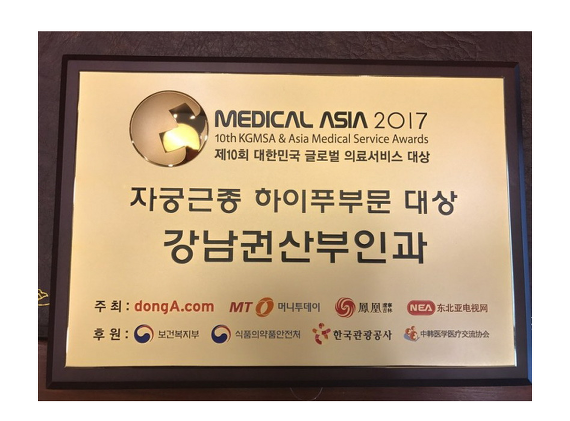 MEDICAL ASIA 2017
10th KGMSA & Asia Medical Service Awards
제10회 대한민국 글로벌 의료서비스 대상
자궁근종 하이푸부문 대상
강남권산부인과
주최 : dongA.com MT 머니투데이 鳳凰 NEA 东北亚电视网
후원 : 보건복지부 식품의약품안전처 한국관광공사 中韩医学医疗交流协会